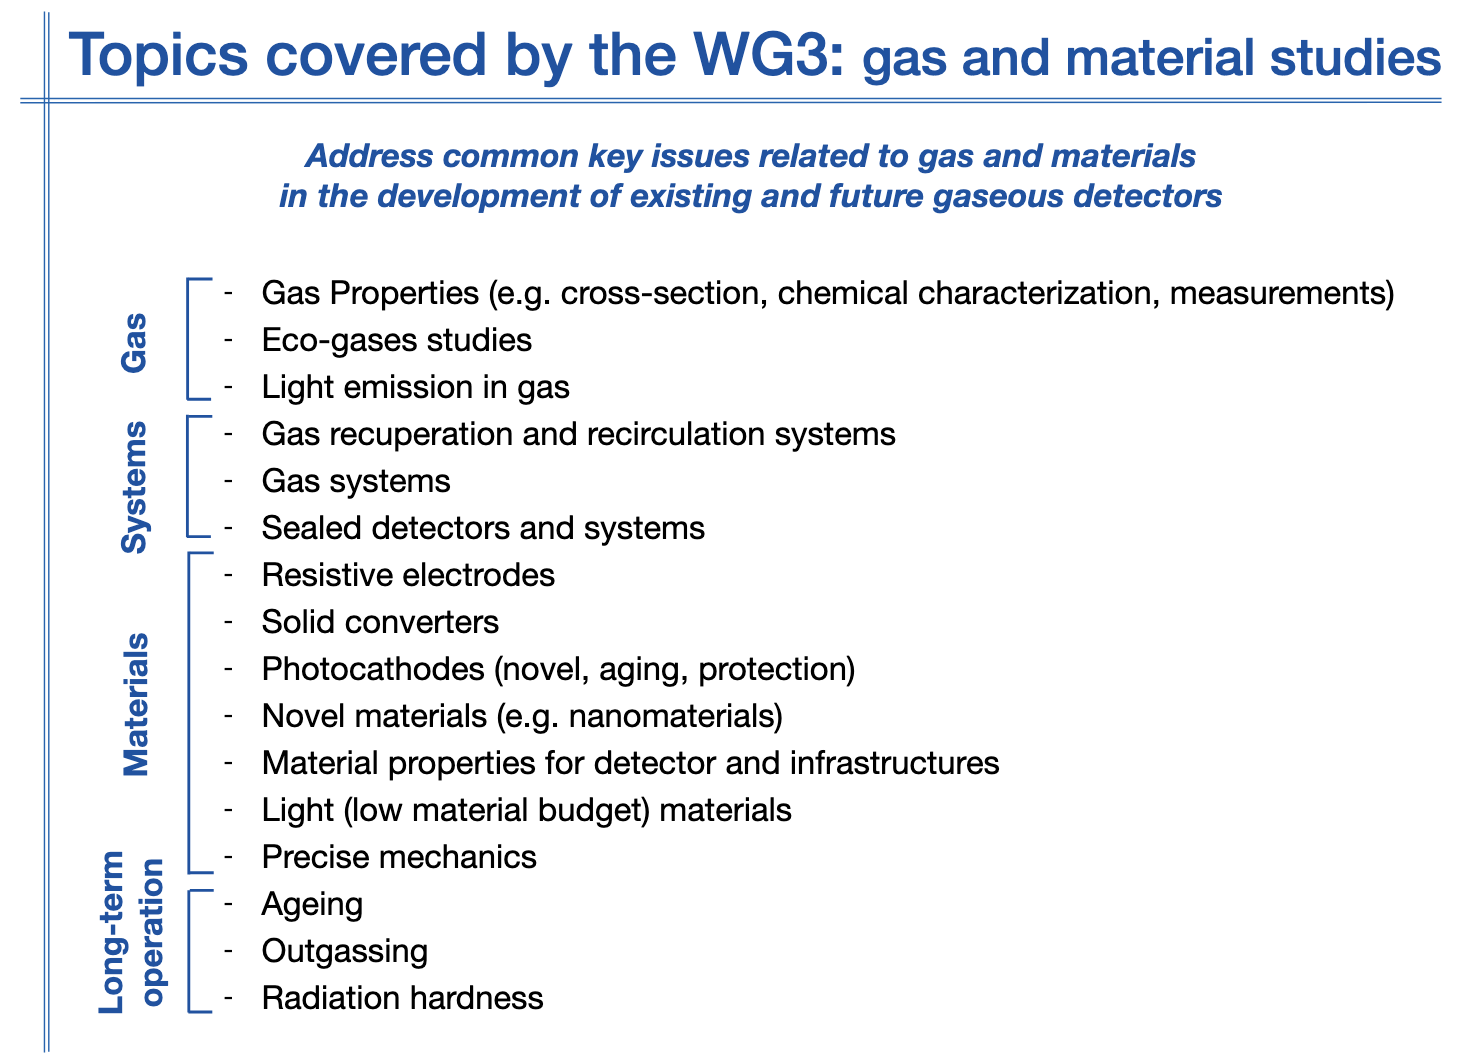 Topics covered by the WG3: gas and material studies
Address common key issues related to gas and materials
in the development of existing and future gaseous detectors
Gas
- Gas Properties (e.g. cross-section, chemical characterization, measurements)
- Eco-gases studies
- Light emission in gas
Systems
- Gas recuperation and recirculation systems
- Gas systems
- Sealed detectors and systems
Materials
- Resistive electrodes
- Solid converters
- Photocathodes (novel, aging, protection)
- Novel materials (e.g. nanomaterials)
- Material properties for detector and infrastructures
- Light (low material budget) materials
- Precise mechanics
Long-term
operation
- Ageing
- Outgassing
- Radiation hardness